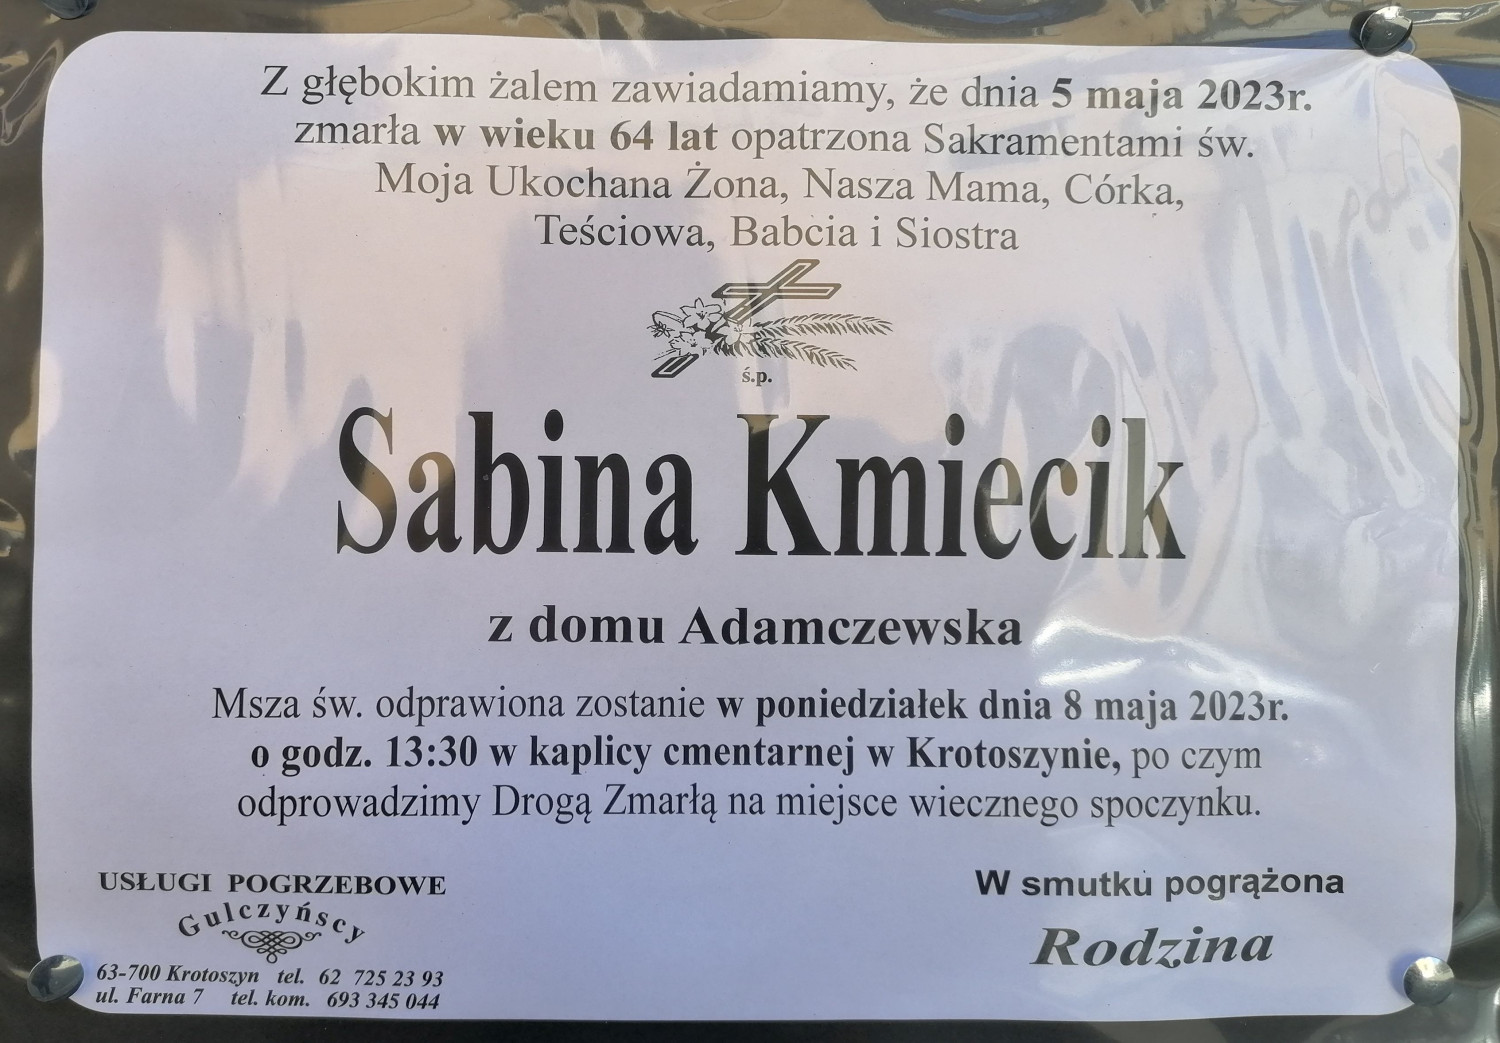 Z głębokim żalem zawiadamiamy, że dnia 5 maja 2023r.
zmarła w wieku 64 lat opatrzona Sakramentami św.
Moja Ukochana Żona, Nasza Mama, Córka,
Teściowa, Babcia i Siostra
ś.p.
Sabina Kmiecik
z domu Adamczewska
Msza św. odprawiona zostanie w poniedziałek dnia 8 maja 2023r.
o godz. 13:30 w kaplicy cmentarnej w Krotoszynie, po czym
odprowadzimy Drogą Zmarłą na miejsce wiecznego spoczynku.
USŁUGI POGRZEBOWE
Gulczyńscy
63-700 Krotoszyn tel. 62 725 23 93
ul. Farna 7 tel. kom. 693 345 044
W smutku pogrążona
Rodzina